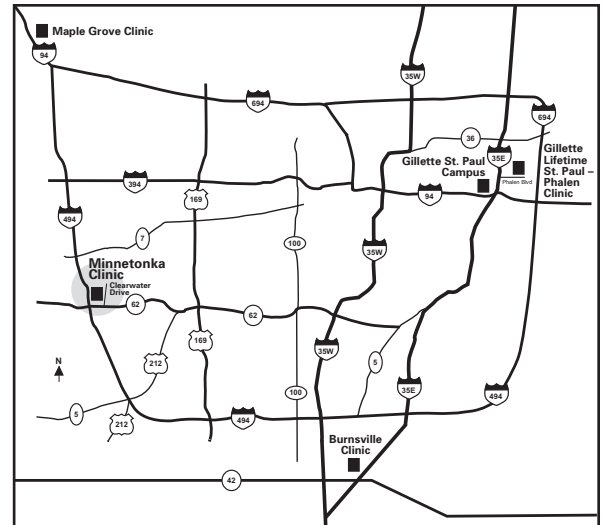 Maple Grove Clinic
94
35W
694
694
36
Gillette
Lifetime
St. Paul –
Phalen
Clinic
35E
Gillette St. Paul
Campus
Phalen Blvd
394
94
169
494
7
100
35W
Minnetonka
Clinic
Clearwater
Drive
62
62
169
35W
N
212
5
100
35E
494
5
212
494
Burnsville
Clinic
42